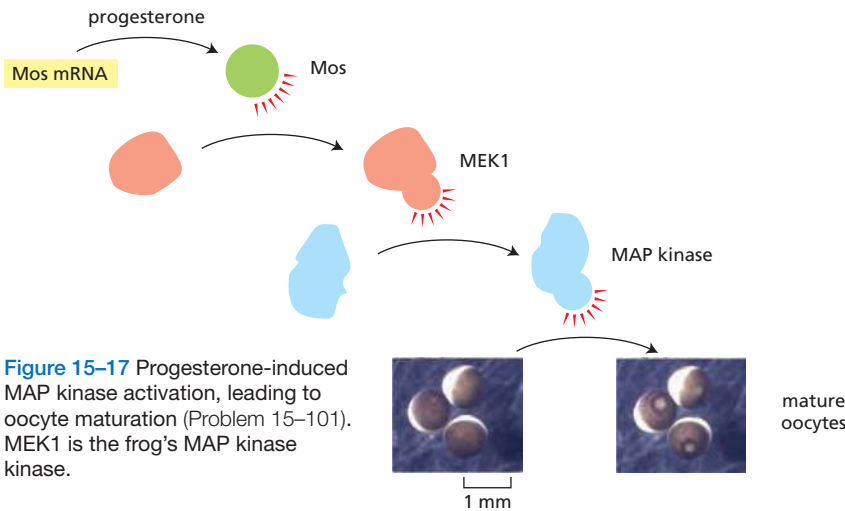 progesterone
Mos mRNA
Mos
MEK1
MAP kinase
Figure 15–17 Progesterone-induced
MAP kinase activation, leading to
oocyte maturation (Problem 15–101).
MEK1 is the frog's MAP kinase
kinase.
mature
oocytes
1 mm